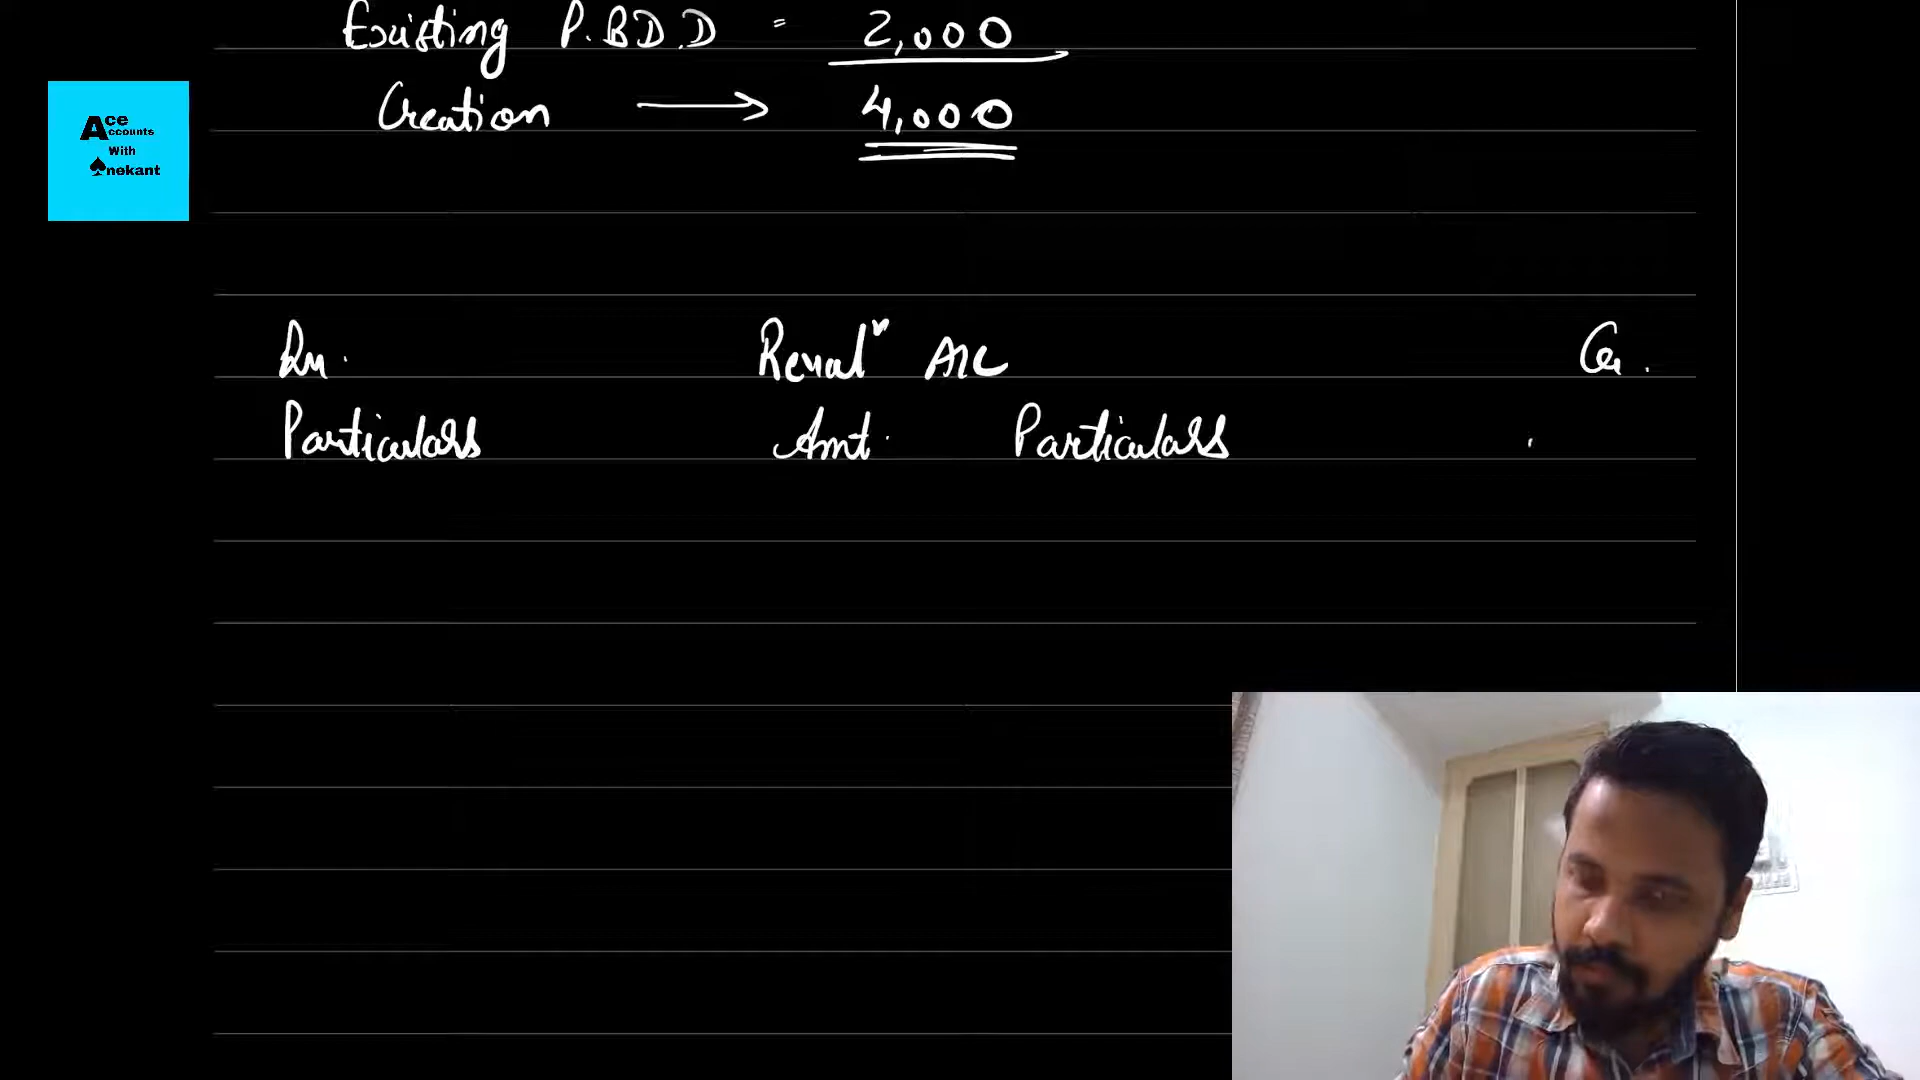 Existing P.B.D.D = 2,000
Creation → 4,000
Ace
Accounts
With
Anekant
Dr. Reval^n A/C Cr.
Particulars Amt. Particulars